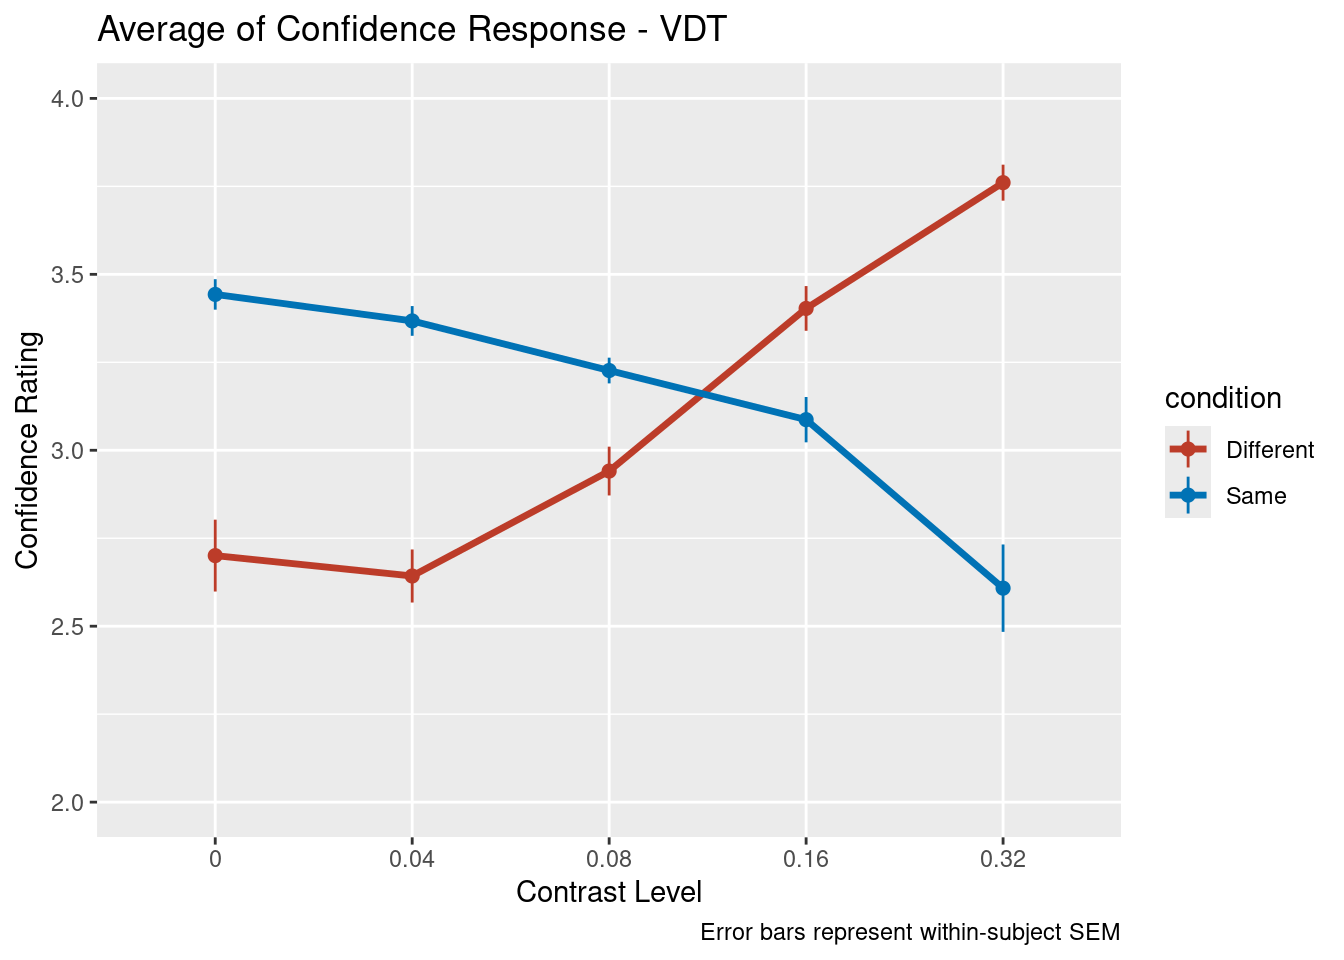 Average of Confidence Response - VDT
4.0
3.5
3.0
2.5
2.0
Confidence Rating
0 0.04 0.08 0.16 0.32
Contrast Level
condition
Different
Same
Error bars represent within-subject SEM